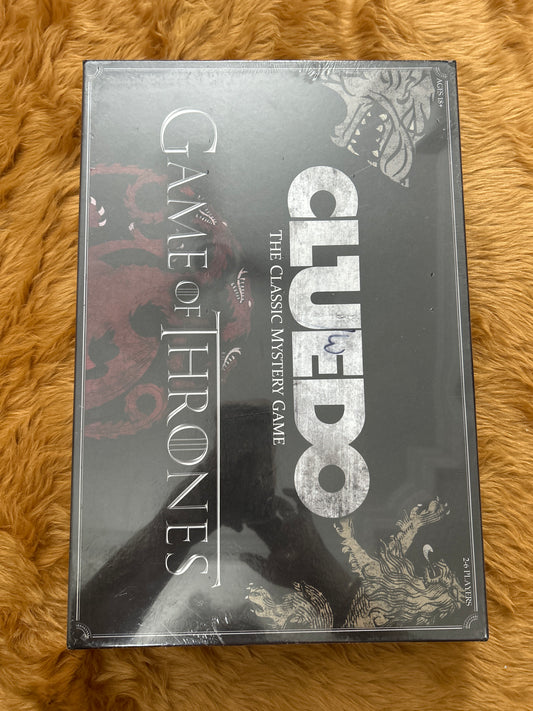 CLUEDO
THE CLASSIC MYSTERY GAME
GAME OF THRONES
AGES 18+
2-6 PLAYERS